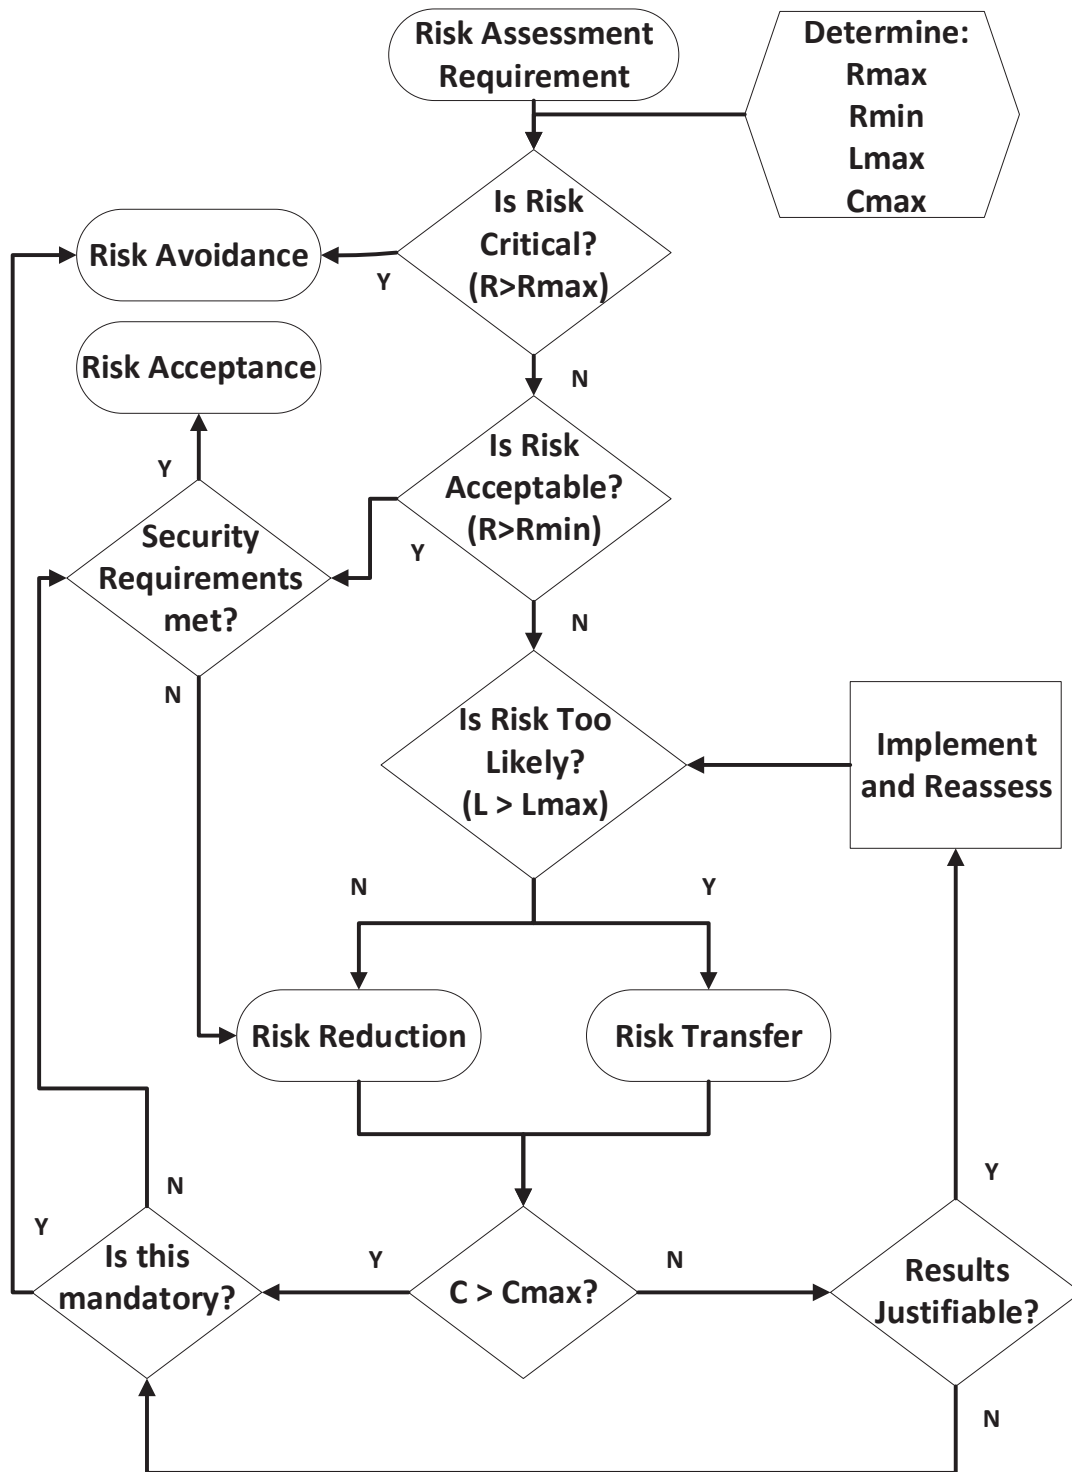 Risk Assessment
Requirement
Determine:
Rmax
Rmin
Lmax
Cmax
Is Risk
Critical?
(R>Rmax)
Risk Avoidance
Y
N
Risk Acceptance
Is Risk
Acceptable?
(R>Rmin)
Y
Y
N
Security
Requirements
met?
N
Is Risk Too
Likely?
(L > Lmax)
Implement
and Reassess
N
Y
Risk Reduction
Risk Transfer
N
Y
Y
Y
N
Is this
mandatory?
C > Cmax?
Results
Justifiable?
N